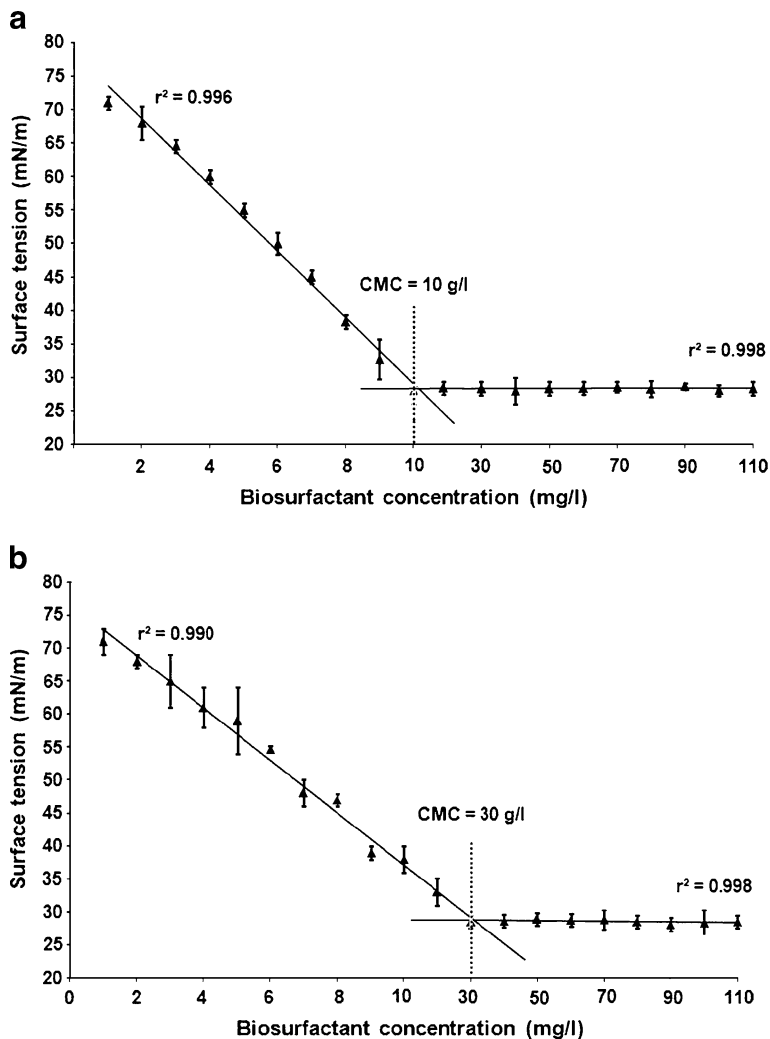 a
80
75
70
65
60
55
50
45
40
35
30
25
20
Surface tension (mN/m)
r² = 0.996
CMC = 10 g/l
r² = 0.998
2 4 6 8 10 30 50 70 90 110
Biosurfactant concentration (mg/l)
b
80
75
70
65
60
55
50
45
40
35
30
25
20
Surface tension (mN/m)
r² = 0.990
CMC = 30 g/l
r² = 0.998
0 2 4 6 8 10 30 50 70 90 110
Biosurfactant concentration (mg/l)